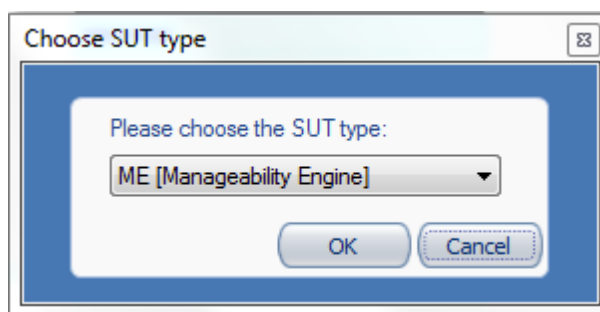 Choose SUT type
Please choose the SUT type:
ME [Manageability Engine]
OK Cancel